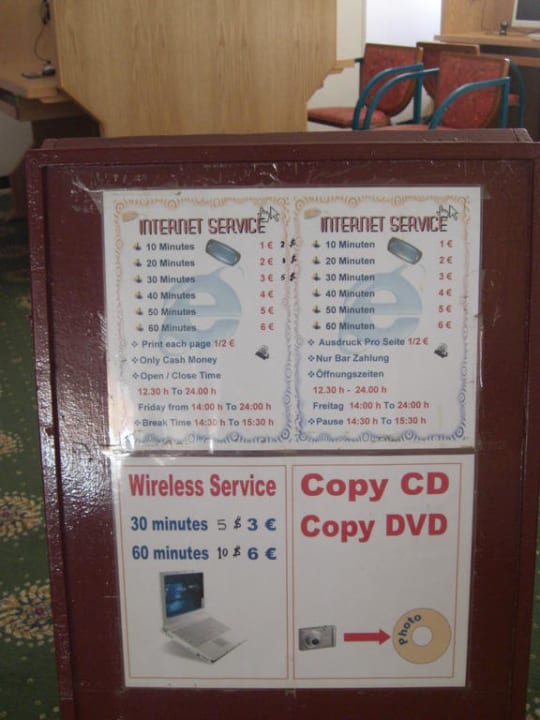 INTERNET SERVICE
10 Minutes 1 € 2 $
20 Minutes 2 € $
30 Minutes 3 € 5 $
40 Minutes 4 €
50 Minutes 5 €
60 Minutes 6 €
Print each page 1/2 €
Only Cash Money
Open / Close Time
12.30 h To 24.00 h
Friday from 14:00 h To 24:00 h
Break Time 14:30 h To 15:30 h
INTERNET SERVICE
10 Minuten 1 €
20 Minuten 2 €
30 Minuten 3 €
40 Minuten 4 €
50 Minuten 5 €
60 Minuten 6 €
Ausdruck Pro Seite 1/2 €
Nur Bar Zahlung
Öffnungszeiten
12.30 h - 24.00 h
Freitag 14:00 h To 24:00 h
Pause 14:30 h To 15:30 h
Wireless Service
30 minutes 5 $ 3 €
60 minutes 10 $ 6 €
Copy CD
Copy DVD
Photo